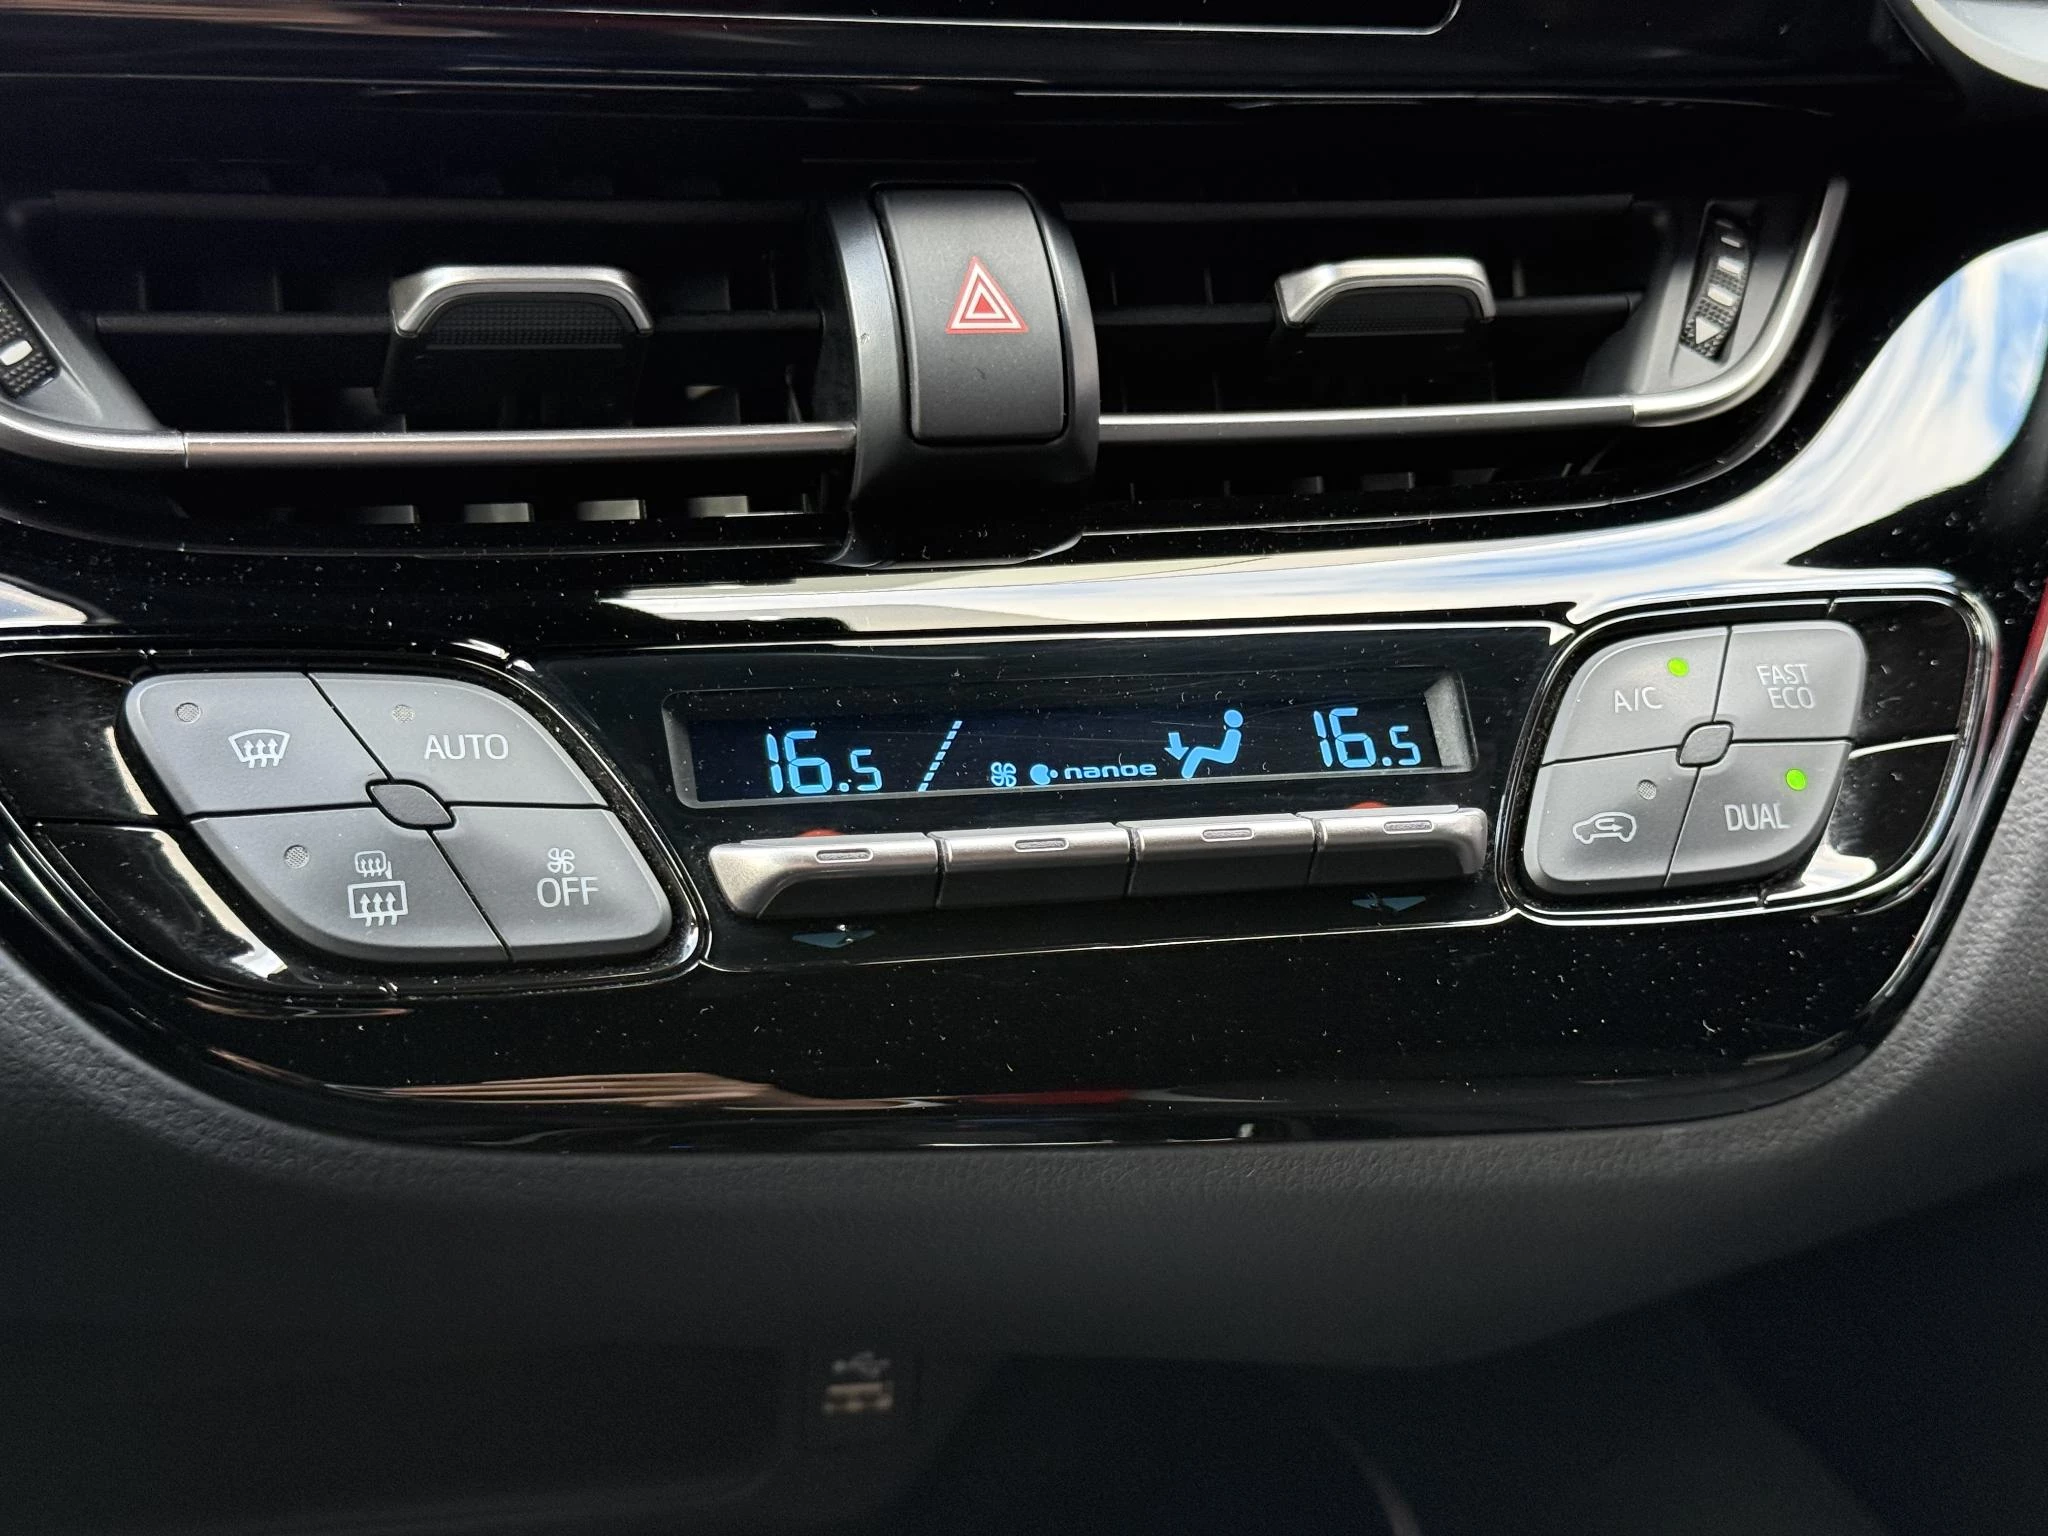 AUTO
OFF
16.5
nanoe
16.5
A/C
FAST
ECO
DUAL